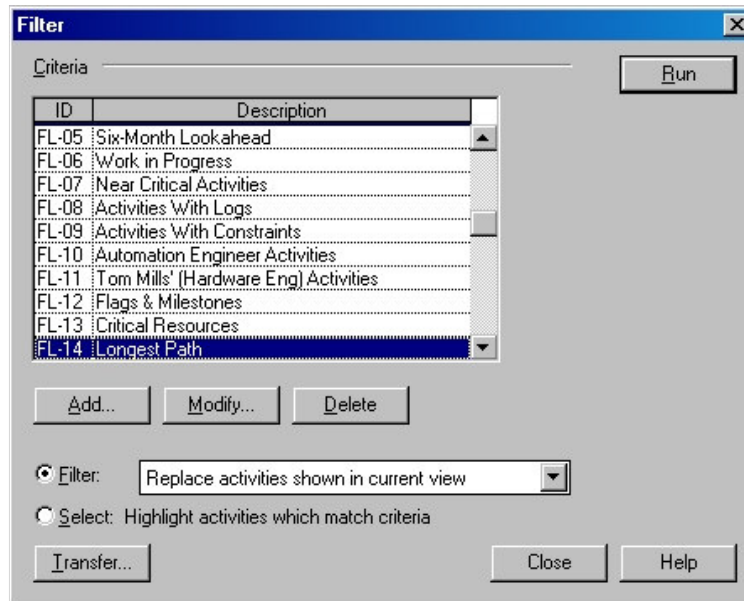 Filter
Criteria
Run
ID Description
FL-05 Six-Month Lookahead
FL-06 Work in Progress
FL-07 Near Critical Activities
FL-08 Activities With Logs
FL-09 Activities With Constraints
FL-10 Automation Engineer Activities
FL-11 Tom Mills' (Hardware Eng) Activities
FL-12 Flags & Milestones
FL-13 Critical Resources
FL-14 Longest Path
Add... Modify... Delete
Filter: Replace activities shown in current view
Select: Highlight activities which match criteria
Transfer... Close Help